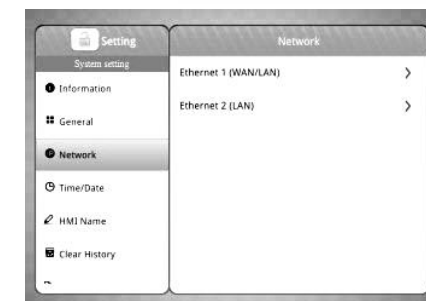 Setting
System setting
Information
General
Network
Time/Date
HMI Name
Clear History
Network
Ethernet 1 (WAN/LAN)
Ethernet 2 (LAN)